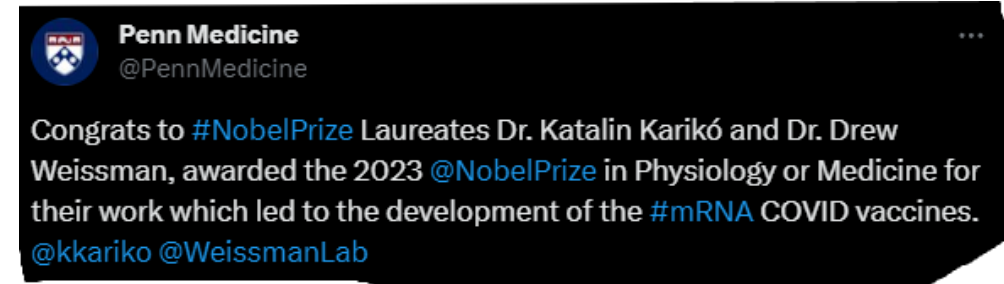 Penn Medicine
@PennMedicine
Congrats to #NobelPrize Laureates Dr. Katalin Karikó and Dr. Drew
Weissman, awarded the 2023 @NobelPrize in Physiology or Medicine for
their work which led to the development of the #mRNA COVID vaccines.
@kkariko @WeissmanLab